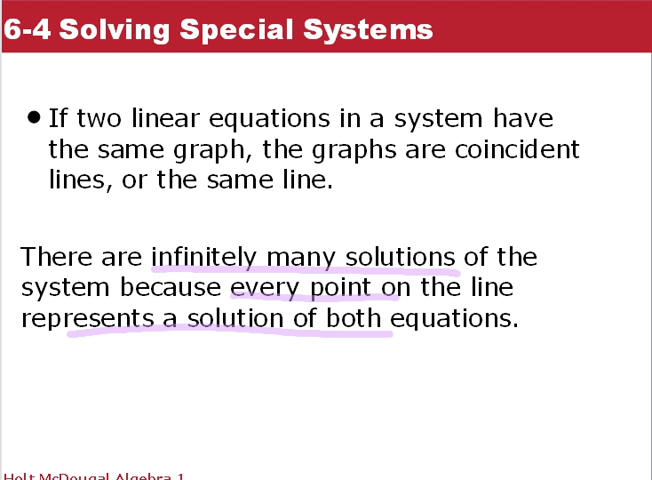 6-4 Solving Special Systems
• If two linear equations in a system have
the same graph, the graphs are coincident
lines, or the same line.
There are infinitely many solutions of the
system because every point on the line
represents a solution of both equations.
Holt McDougal Algebra 1